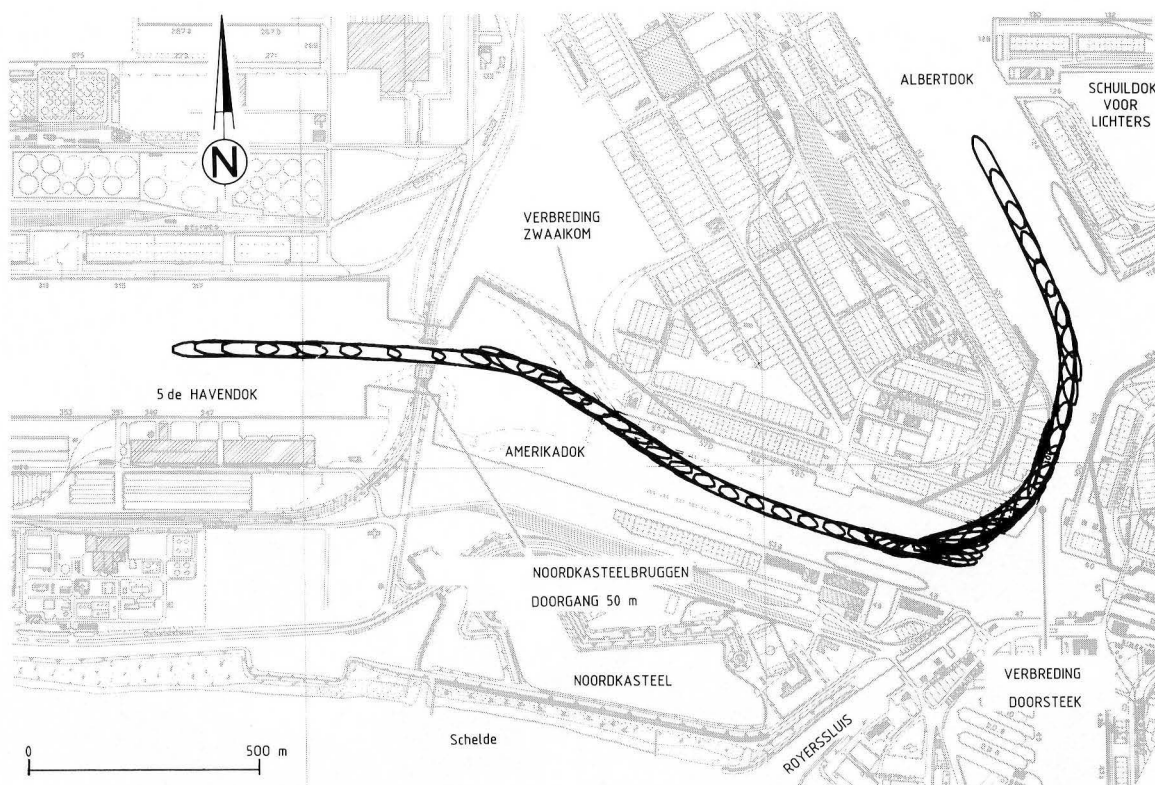 ALBERTDOK
SCHUILDOK
VOOR
LICHTERS
N
VERBREDING
ZWAAIKOM
5 de HAVENDOK
AMERIKADOK
NOORDKASTEELBRUGGEN
DOORGANG 50 m
NOORDKASTEEL
VERBREDING
DOORSTEEK
Schelde
ROYERSSLUIS
0 500 m